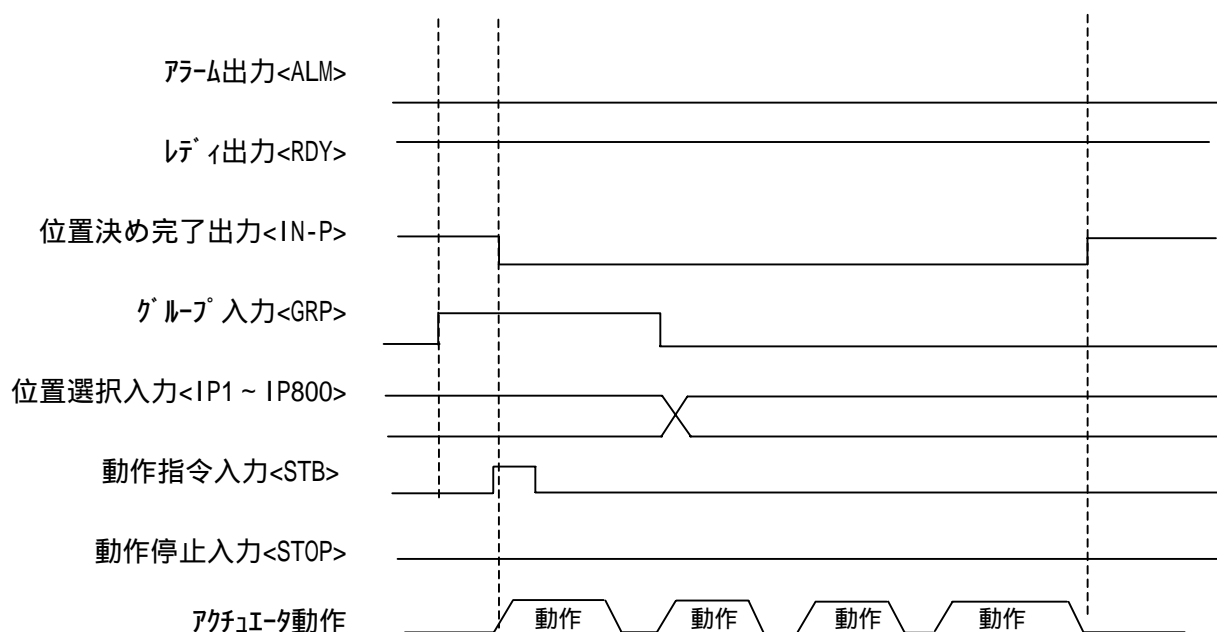 ｱﾗｰﾑ出力<ALM>
ﾚﾃﾞｨ出力<RDY>
位置決め完了出力<IN-P>
ｸﾞﾙｰﾌﾟ入力<GRP>
位置選択入力<IP1~IP800>
動作指令入力<STB>
動作停止入力<STOP>
ｱｸﾁｭｴｰﾀ動作 動作 動作 動作 動作